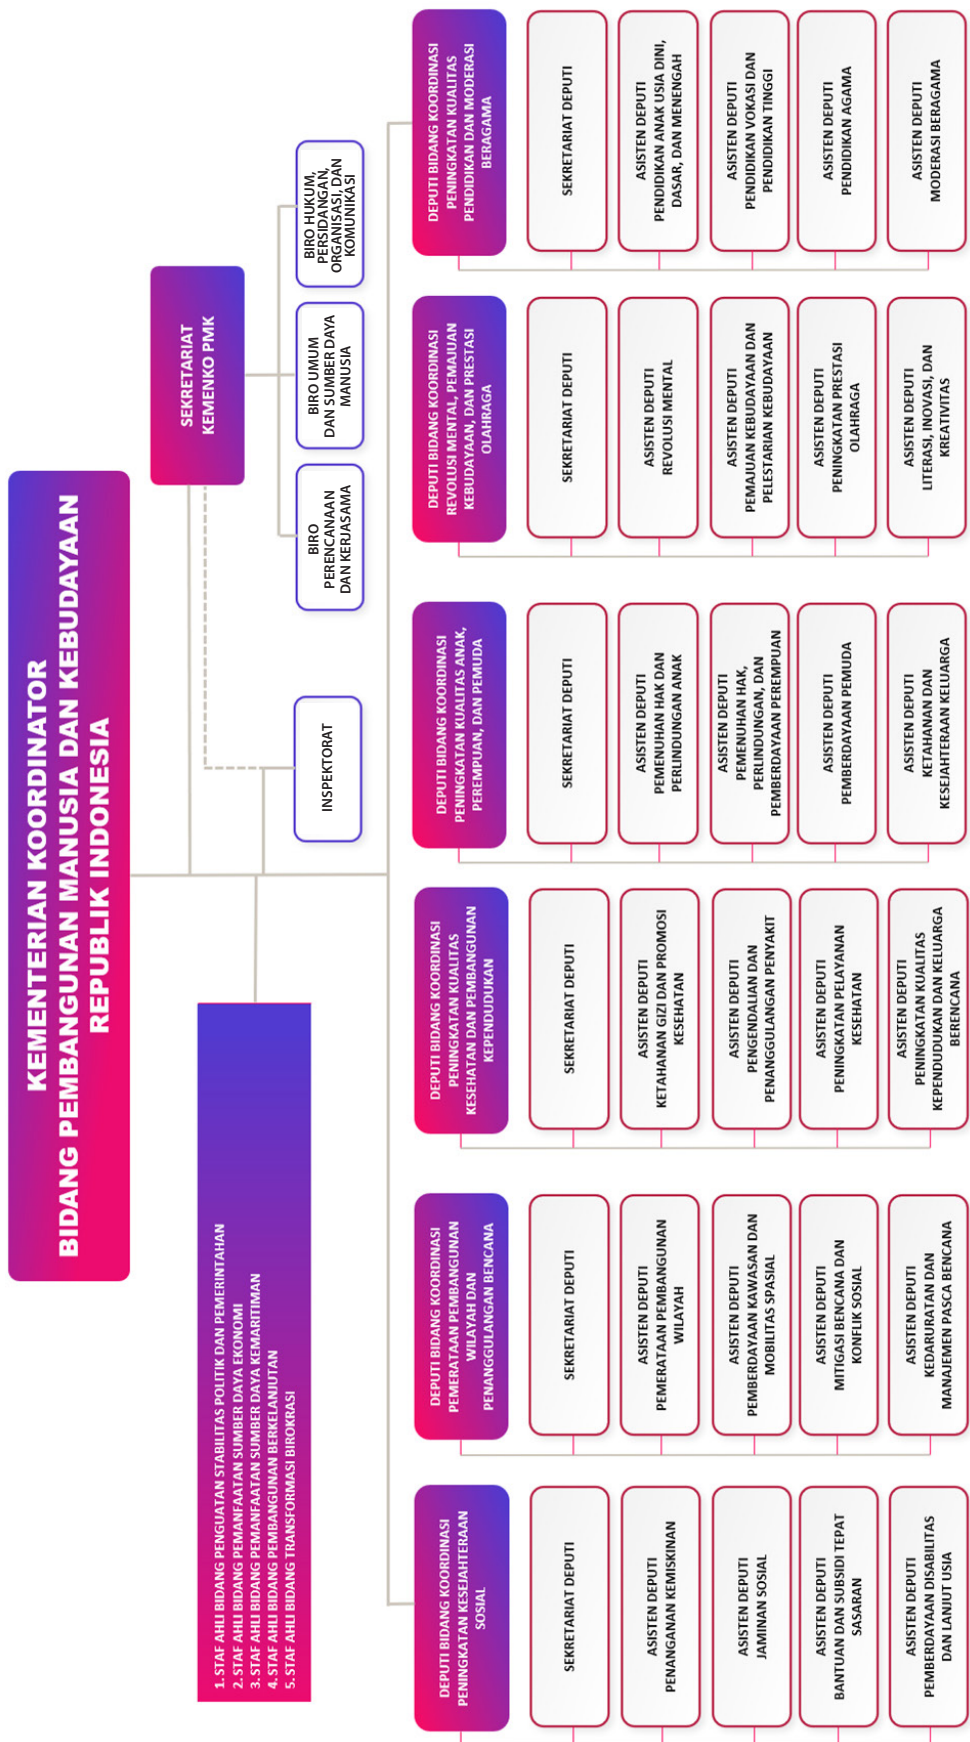 KEMENTERIAN KOORDINATOR
BIDANG PEMBANGUNAN MANUSIA DAN KEBUDAYAAN
REPUBLIK INDONESIA
SEKRETARIAT
KEMENKO PMK
1. STAF AHLI BIDANG PENGUATAN STABILITAS POLITIK DAN PEMERINTAHAN
2. STAF AHLI BIDANG PEMANFAATAN SUMBER DAYA EKONOMI
3. STAF AHLI BIDANG PEMANFAATAN SUMBER DAYA KEMARITIMAN
4. STAF AHLI BIDANG PEMBANGUNAN BERKELANJUTAN
5. STAF AHLI BIDANG TRANSFORMASI BIROKRASI
INSPEKTORAT
BIRO
PERENCANAAN
DAN KERJASAMA
BIRO UMUM
DAN SUMBER DAYA
MANUSIA
BIRO HUKUM,
PERSIDANGAN,
ORGANISASI, DAN
KOMUNIKASI
DEPUTI BIDANG KOORDINASI
PENINGKATAN KESEJAHTERAAN
SOSIAL
SEKRETARIAT DEPUTI
ASISTEN DEPUTI
PENANGANAN KEMISKINAN
ASISTEN DEPUTI
JAMINAN SOSIAL
ASISTEN DEPUTI
BANTUAN DAN SUBSIDI TEPAT
SASARAN
ASISTEN DEPUTI
PEMBERDAYAAN DISABILITAS
DAN LANJUT USIA
DEPUTI BIDANG KOORDINASI
PEMERATAAN PEMBANGUNAN
WILAYAH DAN
PENANGGULANGAN BENCANA
SEKRETARIAT DEPUTI
ASISTEN DEPUTI
PEMERATAAN PEMBANGUNAN
WILAYAH
ASISTEN DEPUTI
PEMBERDAYAAN KAWASAN DAN
MOBILITAS SPASIAL
ASISTEN DEPUTI
MITIGASI BENCANA DAN
KONFLIK SOSIAL
ASISTEN DEPUTI
KEDARURATAN DAN
MANAJEMEN PASCA BENCANA
DEPUTI BIDANG KOORDINASI
PENINGKATAN KUALITAS
KESEHATAN DAN PEMBANGUNAN
KEPENDUDUKAN
SEKRETARIAT DEPUTI
ASISTEN DEPUTI
KETAHANAN GIZI DAN PROMOSI
KESEHATAN
ASISTEN DEPUTI
PENGENDALIAN DAN
PENANGGULANGAN PENYAKIT
ASISTEN DEPUTI
PENINGKATAN PELAYANAN
KESEHATAN
ASISTEN DEPUTI
PENINGKATAN KUALITAS
KEPENDUDUKAN DAN KELUARGA
BERENCANA
DEPUTI BIDANG KOORDINASI
PENINGKATAN KUALITAS ANAK,
PEREMPUAN, DAN PEMUDA
SEKRETARIAT DEPUTI
ASISTEN DEPUTI
PEMENUHAN HAK DAN
PERLINDUNGAN ANAK
ASISTEN DEPUTI
PEMENUHAN HAK,
PERLINDUNGAN, DAN
PEMBERDAYAAN PEREMPUAN
ASISTEN DEPUTI
PEMBERDAYAAN PEMUDA
ASISTEN DEPUTI
KETAHANAN DAN
KESEJAHTERAAN KELUARGA
DEPUTI BIDANG KOORDINASI
REVOLUSI MENTAL, PEMAJUAN
KEBUDAYAAN, DAN PRESTASI
OLAHRAGA
SEKRETARIAT DEPUTI
ASISTEN DEPUTI
REVOLUSI MENTAL
ASISTEN DEPUTI
PEMAJUAN KEBUDAYAAN DAN
PELESTARIAN KEBUDAYAAN
ASISTEN DEPUTI
PENINGKATAN PRESTASI
OLAHRAGA
ASISTEN DEPUTI
LITERASI, INOVASI, DAN
KREATIVITAS
DEPUTI BIDANG KOORDINASI
PENINGKATAN KUALITAS
PENDIDIKAN DAN MODERASI
BERAGAMA
SEKRETARIAT DEPUTI
ASISTEN DEPUTI
PENDIDIKAN ANAK USIA DINI,
DASAR, DAN MENENGAH
ASISTEN DEPUTI
PENDIDIKAN VOKASI DAN
PENDIDIKAN TINGGI
ASISTEN DEPUTI
PENDIDIKAN AGAMA
ASISTEN DEPUTI
MODERASI BERAGAMA